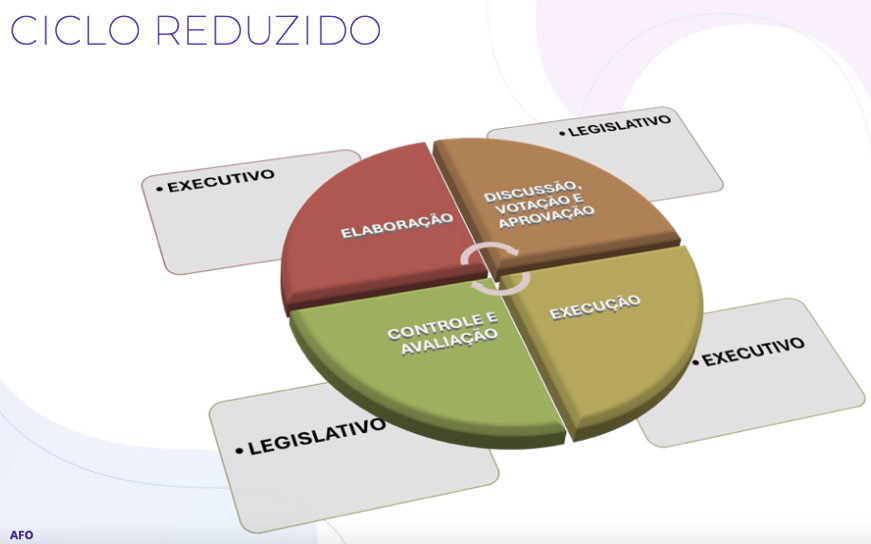 CICLO REDUZIDO
• EXECUTIVO
• LEGISLATIVO
ELABORAÇÃO
DISCUSSÃO,
VOTAÇÃO E
APROVAÇÃO
CONTROLE E
AVALIAÇÃO
EXECUÇÃO
• LEGISLATIVO
• EXECUTIVO
AFO